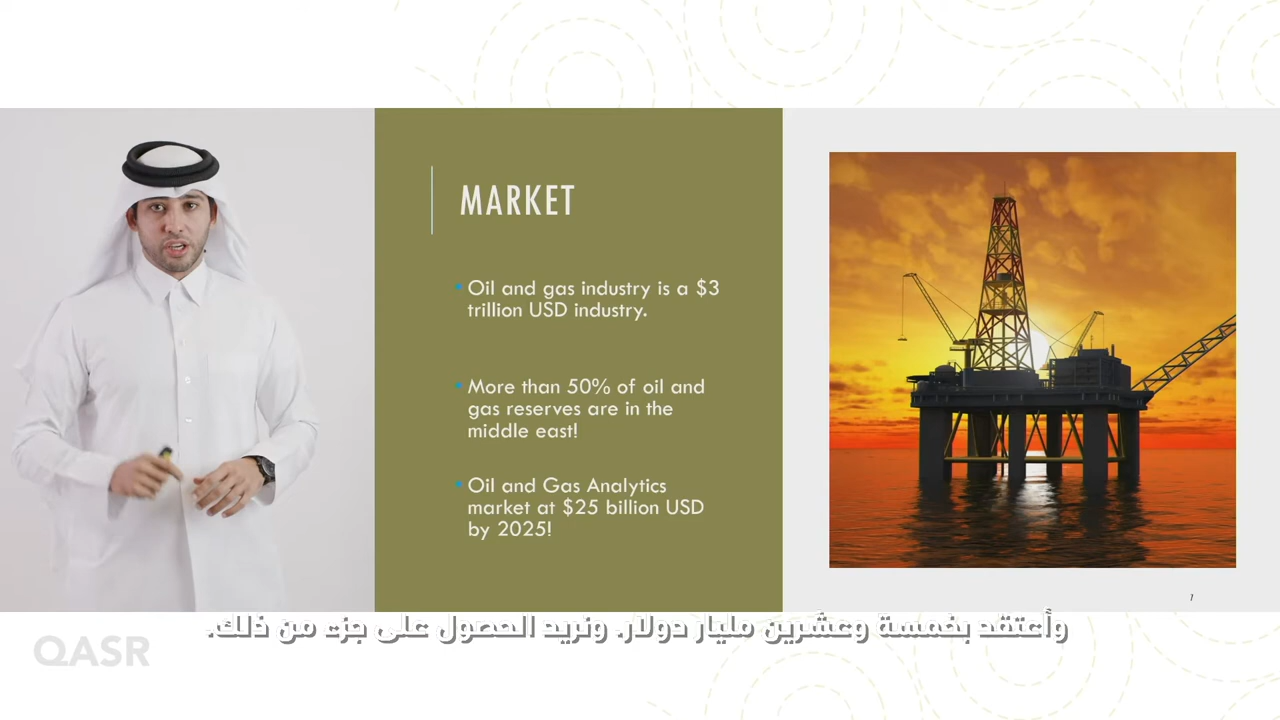 MARKET
• Oil and gas industry is a $3
trillion USD industry.
• More than 50% of oil and
gas reserves are in the
middle east!
• Oil and Gas Analytics
market at $25 billion USD
by 2025!
1
وأعتقد بخمسة وعشرين مليار دولار. ونريد الحصول على جزء من ذلك.
QASR